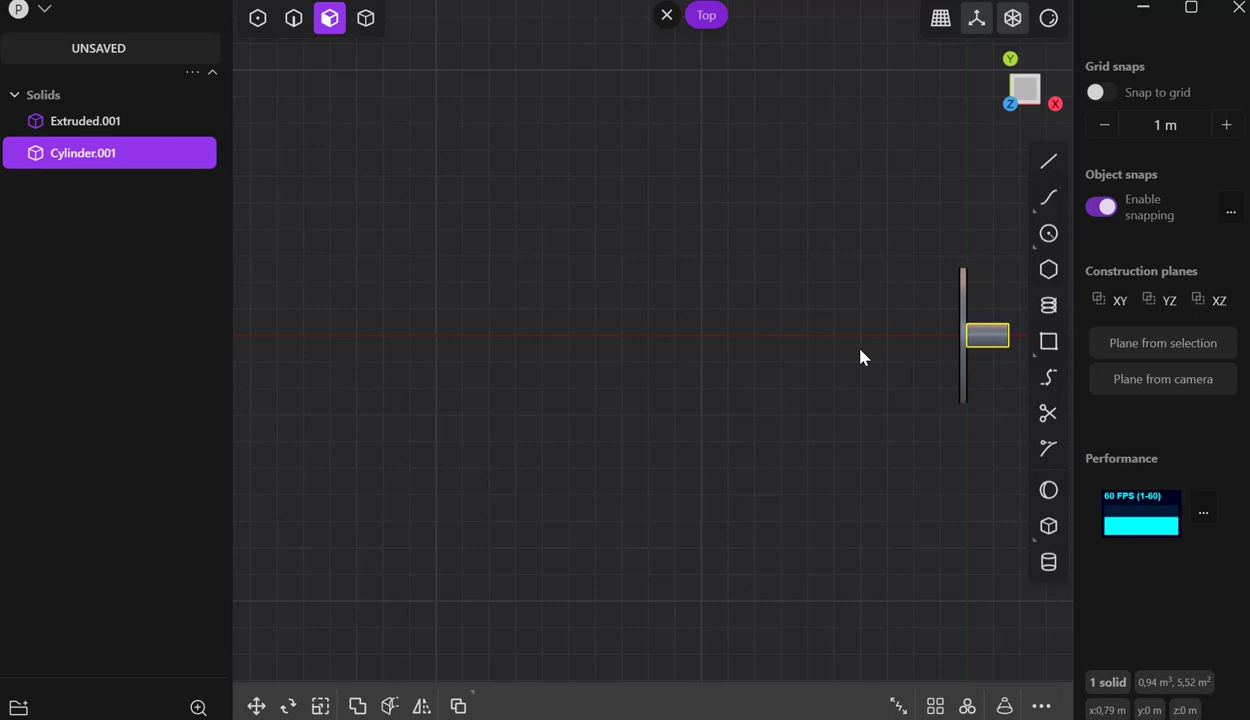 P
UNSAVED
...
Solids
Extruded.001
Cylinder.001
Top
Y
Z
X
Grid snaps
Snap to grid
− 1 m +
Object snaps
Enable
snapping
...
Construction planes
XY YZ XZ
Plane from selection
Plane from camera
Performance
60 FPS (1-60)
...
1 solid 0,94 m³, 5,52 m²
x:0,79 m y:0 m z:0 m